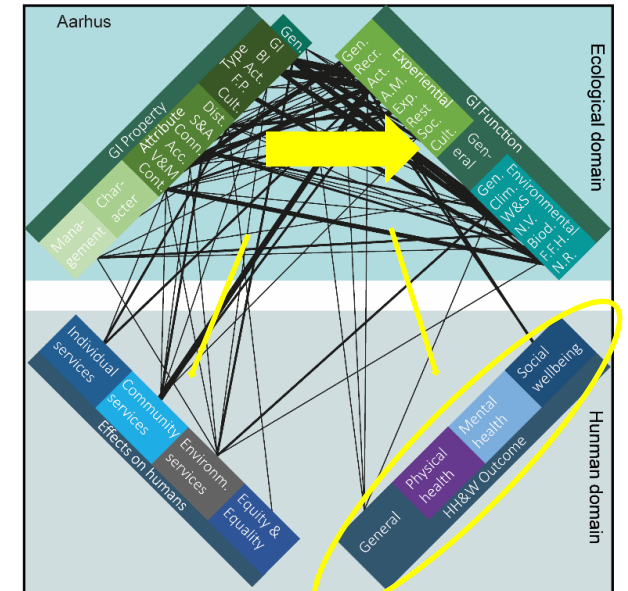 Aarhus
Ecological domain
GI Property
Type
Attribute
Char-
acter
Mana-
gement
Gen.
GI
BI
Act.
F.P.
Cult.
Dist.
S&A
Conn.
Acc.
V&M
Cont.
GI Function
Experiential
Gen.
Recr.
Act.
A.M.
Exp.
Rest
Soc.
Cult.
Gen-
eral
Environmental
Gen.
Clim.
W&S
N.V.
Biod.
F.F.H.
N.R.
Hunman domain
Individual
services
Community
services
Environm.
services
Equity &
Equality
Effects on humans
Social
wellbeing
Mental
health
Physical
health
General
HH&W Outcome